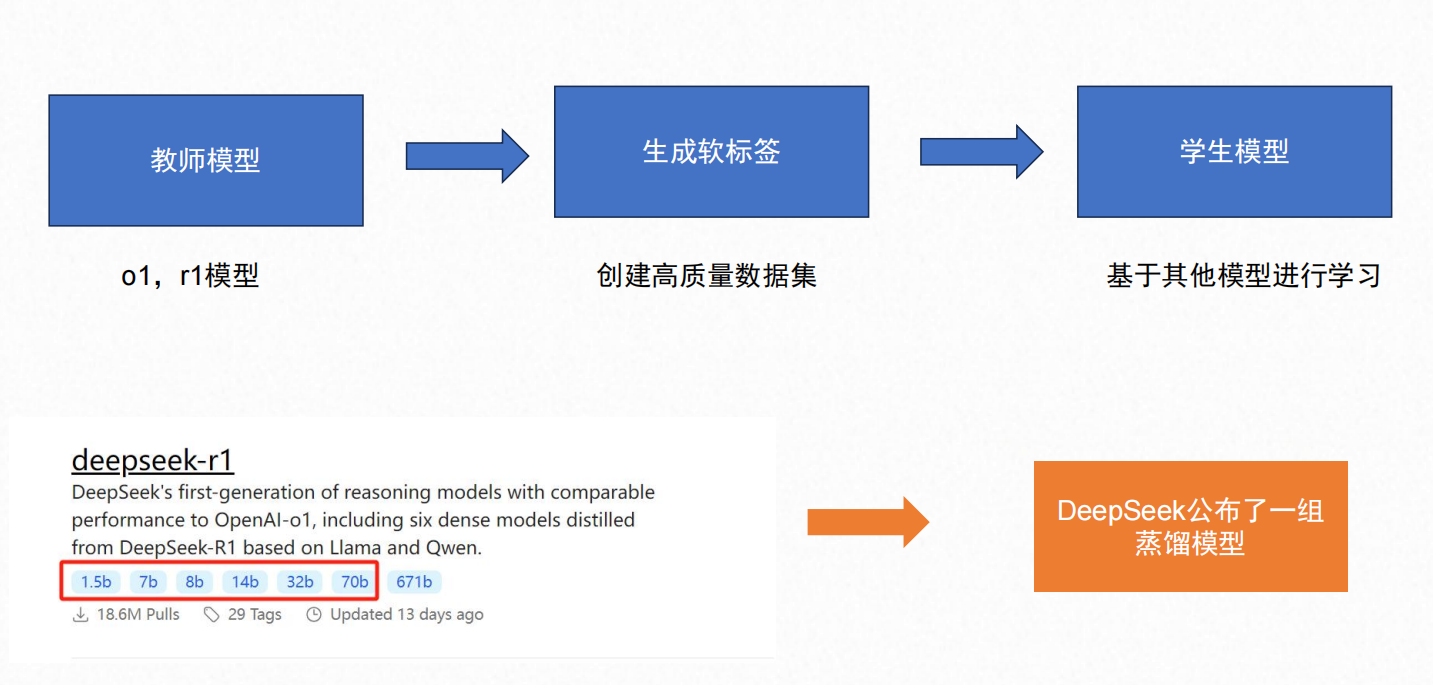 教师模型
生成软标签
学生模型
o1，r1模型
创建高质量数据集
基于其他模型进行学习
deepseek-r1
DeepSeek's first-generation of reasoning models with comparable
performance to OpenAI-o1, including six dense models distilled
from DeepSeek-R1 based on Llama and Qwen.
1.5b 7b 8b 14b 32b 70b 671b
18.6M Pulls 29 Tags Updated 13 days ago
DeepSeek公布了一组
蒸馏模型